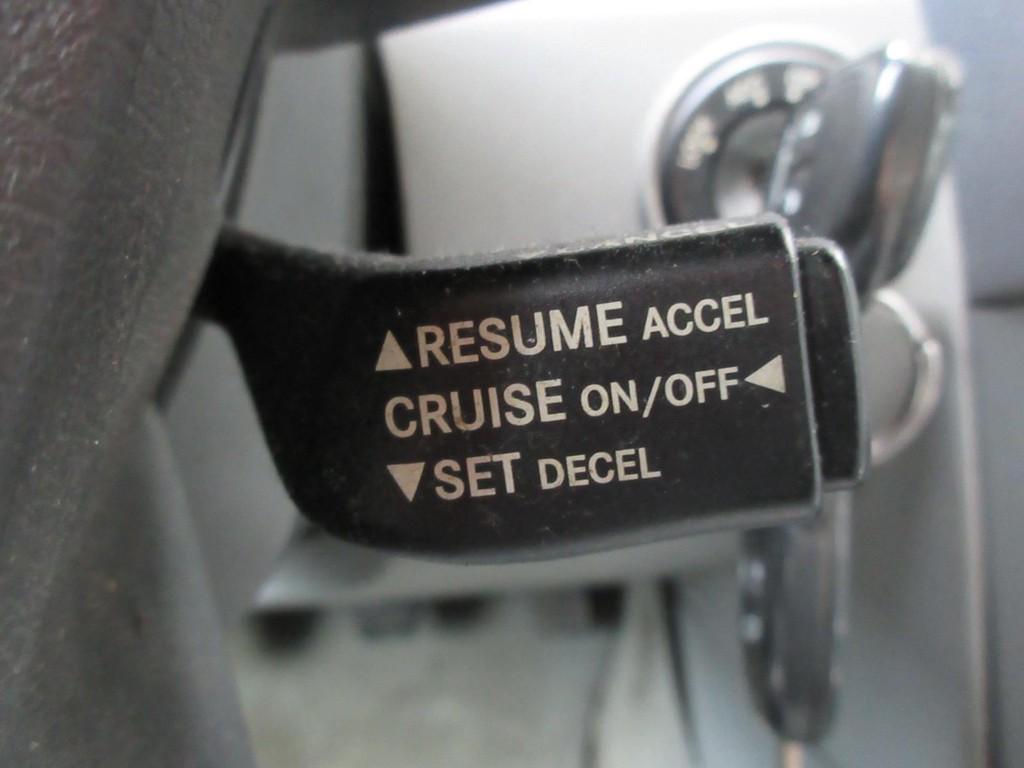 ▲RESUME ACCEL
CRUISE ON/OFF◀
▼SET DECEL